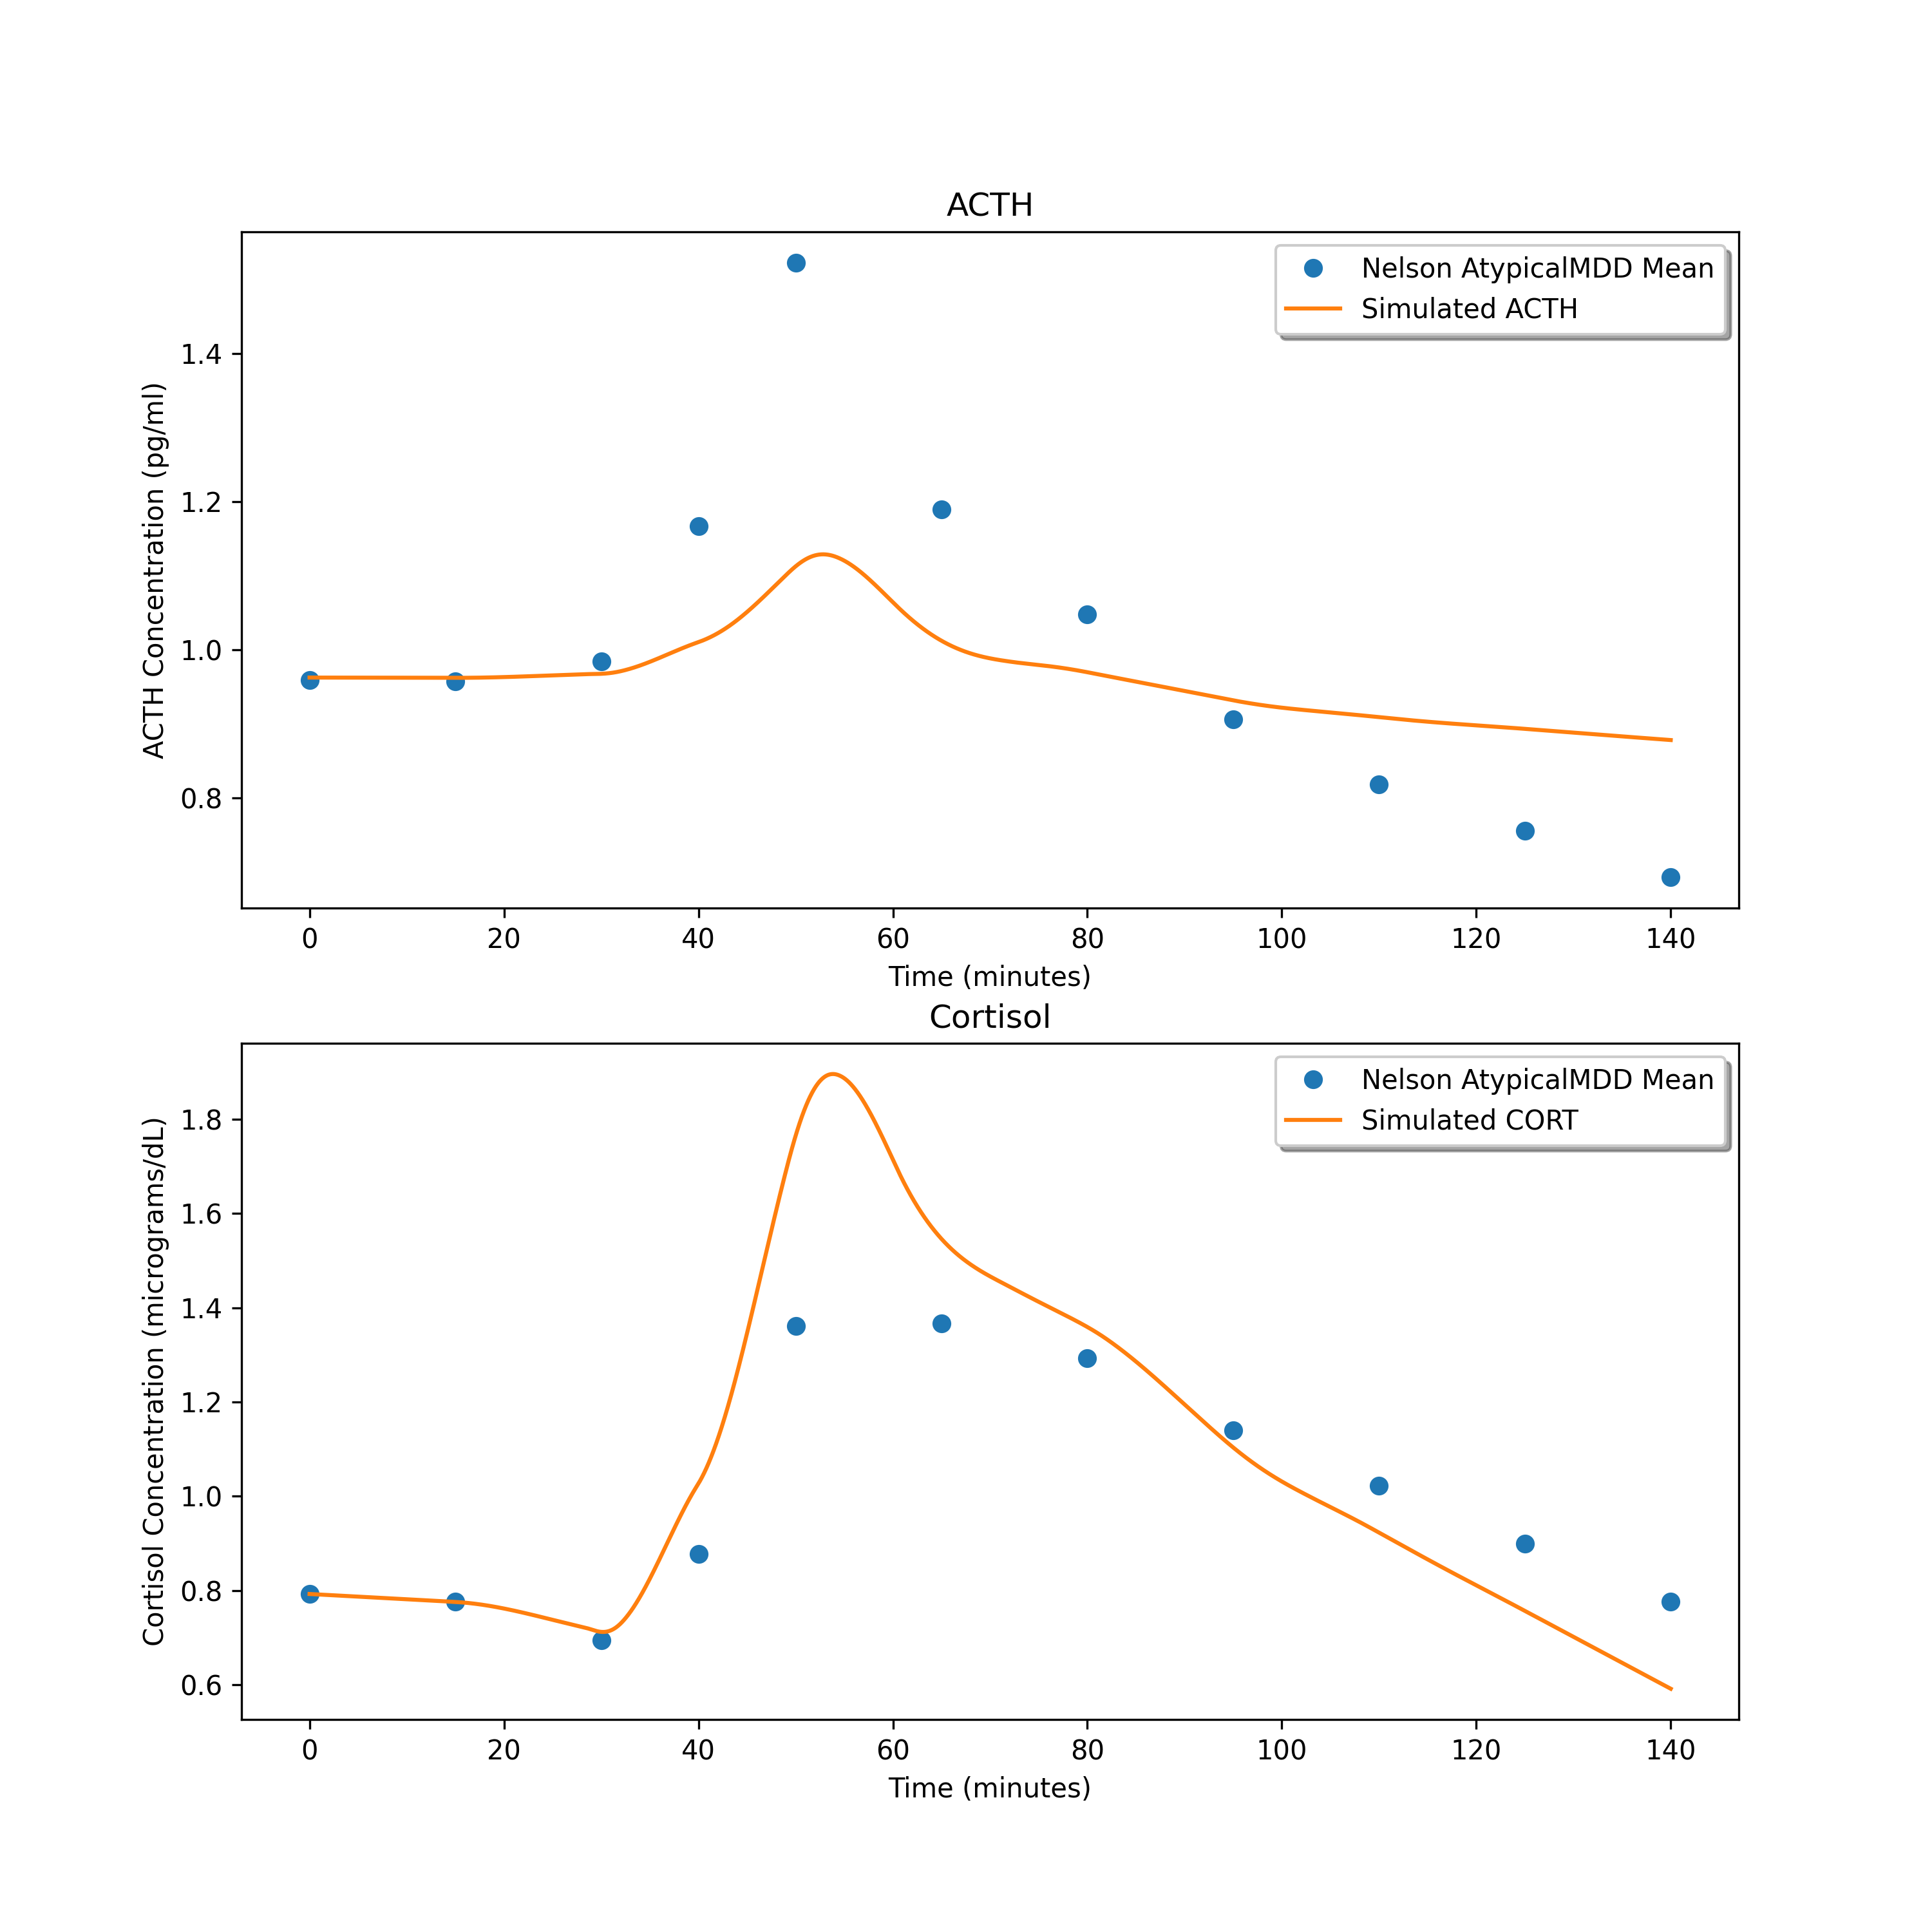 ACTH
Nelson AtypicalMDD Mean
Simulated ACTH
ACTH Concentration (pg/ml)
1.4
1.2
1.0
0.8
0 20 40 60 80 100 120 140
Time (minutes)
Cortisol
Nelson AtypicalMDD Mean
Simulated CORT
Cortisol Concentration (micrograms/dL)
1.8
1.6
1.4
1.2
1.0
0.8
0.6
0 20 40 60 80 100 120 140
Time (minutes)